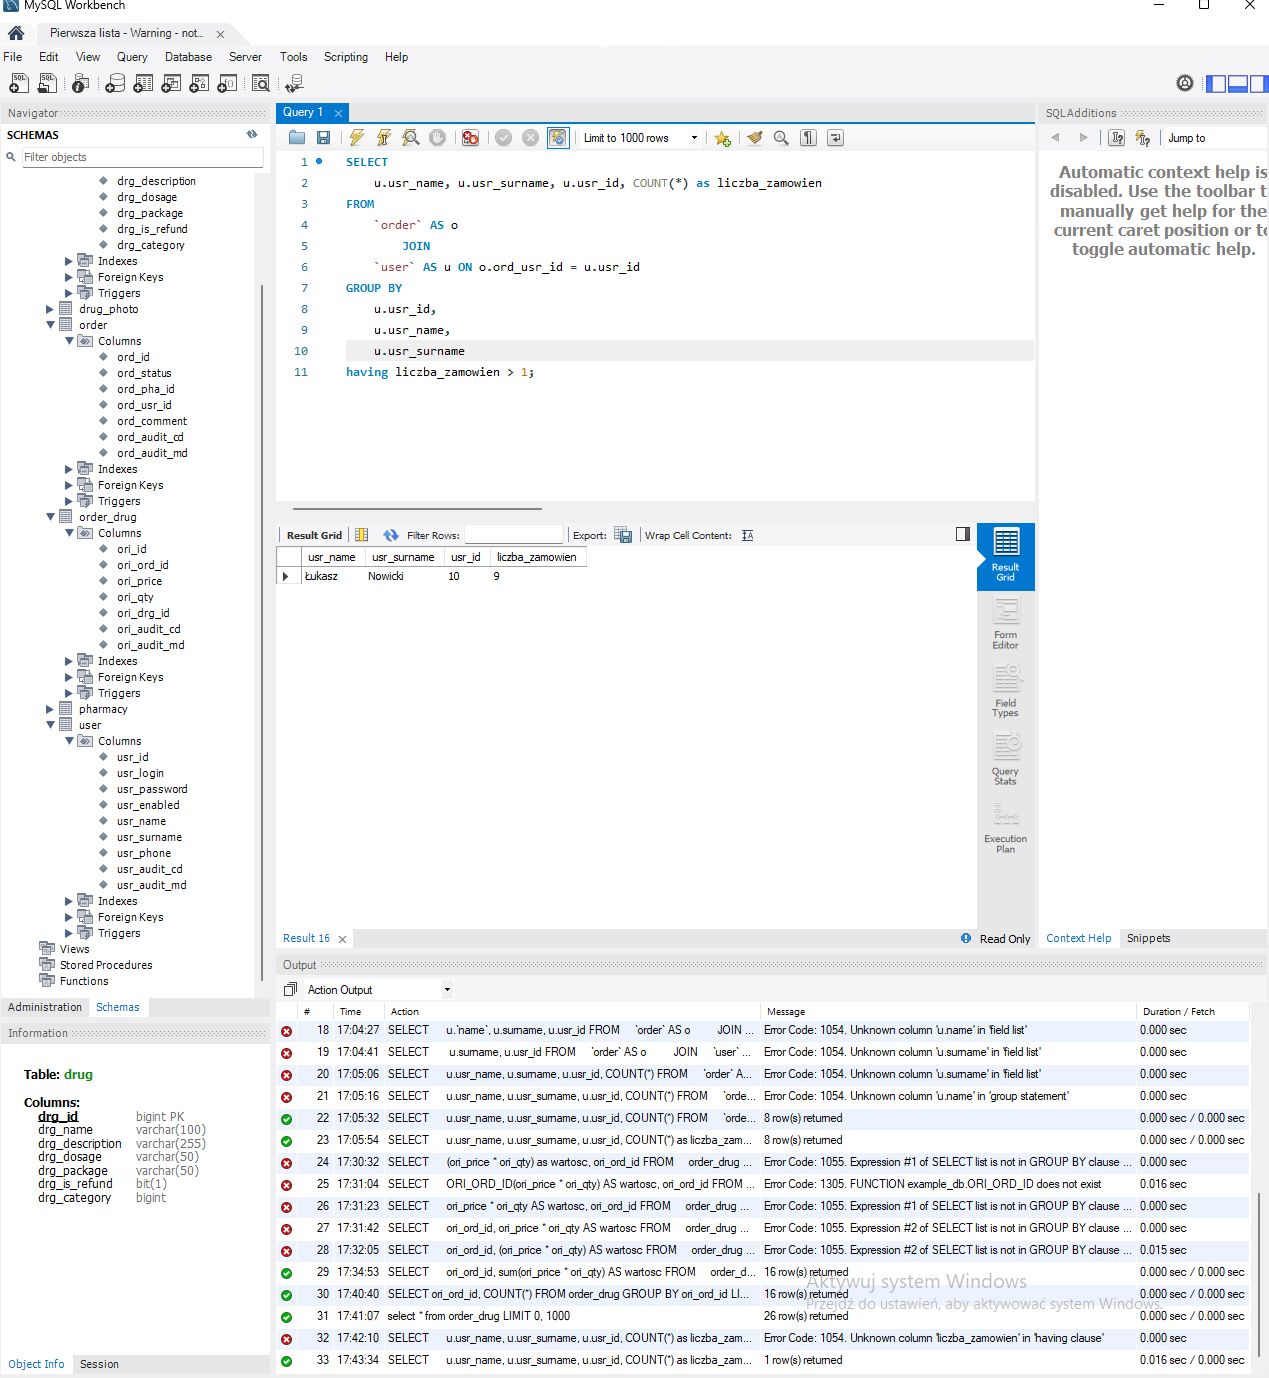 MySQL Workbench
Pierwsza lista - Warning - not...
File Edit View Query Database Server Tools Scripting Help
Navigator
SCHEMAS
Filter objects
drg_description
drg_dosage
drg_package
drg_is_refund
drg_category
Indexes
Foreign Keys
Triggers
drug_photo
order
Columns
ord_id
ord_status
ord_pha_id
ord_usr_id
ord_comment
ord_audit_cd
ord_audit_md
Indexes
Foreign Keys
Triggers
order_drug
Columns
ori_id
ori_ord_id
ori_price
ori_qty
ori_drg_id
ori_audit_cd
ori_audit_md
Indexes
Foreign Keys
Triggers
pharmacy
user
Columns
usr_id
usr_login
usr_password
usr_enabled
usr_name
usr_surname
usr_phone
usr_audit_cd
usr_audit_md
Indexes
Foreign Keys
Triggers
Views
Stored Procedures
Functions
Administration Schemas
Information
Table: drug
Columns:
drg_id bigint PK
drg_name varchar(100)
drg_description varchar(255)
drg_dosage varchar(50)
drg_package varchar(50)
drg_is_refund bit(1)
drg_category bigint
Object Info Session
Query 1
Limit to 1000 rows
1 SELECT
2 u.usr_name, u.usr_surname, u.usr_id, COUNT(*) as liczba_zamowien
3 FROM
4 `order` AS o
5 JOIN
6 `user` AS u ON o.ord_usr_id = u.usr_id
7 GROUP BY
8 u.usr_id,
9 u.usr_name,
10 u.usr_surname
11 having liczba_zamowien > 1;
Result Grid Filter Rows: Export: Wrap Cell Content:
usr_name usr_surname usr_id liczba_zamowien
Łukasz Nowicki 10 9
Result Grid
Form Editor
Field Types
Query Stats
Execution Plan
Result 16
Read Only
SQLAdditions
Jump to
Automatic context help is
disabled. Use the toolbar t
manually get help for the
current caret position or to
toggle automatic help.
Context Help Snippets
Output
Action Output
# Time Action Message Duration / Fetch
18 17:04:27 SELECT u.`name`, u.surname, u.usr_id FROM `order` AS o JOIN ... Error Code: 1054. Unknown column 'u.name' in 'field list' 0.000 sec
19 17:04:41 SELECT u.surname, u.usr_id FROM `order` AS o JOIN `user` ... Error Code: 1054. Unknown column 'u.surname' in 'field list' 0.000 sec
20 17:05:06 SELECT u.usr_name, u.surname, u.usr_id, COUNT(*) FROM `order` A... Error Code: 1054. Unknown column 'u.surname' in 'field list' 0.000 sec
21 17:05:16 SELECT u.usr_name, u.usr_surname, u.usr_id, COUNT(*) FROM `orde... Error Code: 1054. Unknown column 'u.name' in 'group statement' 0.000 sec
22 17:05:32 SELECT u.usr_name, u.usr_surname, u.usr_id, COUNT(*) FROM `orde... 8 row(s) returned 0.000 sec / 0.000 sec
23 17:05:54 SELECT u.usr_name, u.usr_surname, u.usr_id, COUNT(*) as liczba_zam... 8 row(s) returned 0.000 sec / 0.000 sec
24 17:30:32 SELECT (ori_price * ori_qty) as wartosc, ori_ord_id FROM order_drug ... Error Code: 1055. Expression #1 of SELECT list is not in GROUP BY clause ... 0.000 sec
25 17:31:04 SELECT ORI_ORD_ID(ori_price * ori_qty) AS wartosc, ori_ord_id FROM ... Error Code: 1305. FUNCTION example_db.ORI_ORD_ID does not exist 0.016 sec
26 17:31:23 SELECT ori_price * ori_qty AS wartosc, ori_ord_id FROM order_drug ... Error Code: 1055. Expression #1 of SELECT list is not in GROUP BY clause ... 0.000 sec
27 17:31:42 SELECT ori_ord_id, ori_price * ori_qty AS wartosc FROM order_drug ... Error Code: 1055. Expression #2 of SELECT list is not in GROUP BY clause ... 0.000 sec
28 17:32:05 SELECT ori_ord_id, (ori_price * ori_qty) AS wartosc FROM order_drug ... Error Code: 1055. Expression #2 of SELECT list is not in GROUP BY clause ... 0.015 sec
29 17:34:53 SELECT ori_ord_id, sum(ori_price * ori_qty) AS wartosc FROM order_d... 16 row(s) returned 0.000 sec / 0.000 sec
30 17:40:40 SELECT ori_ord_id, COUNT(*) FROM order_drug GROUP BY ori_ord_id LI... 16 row(s) returned 0.000 sec / 0.000 sec
31 17:41:07 select * from order_drug LIMIT 0, 1000 26 row(s) returned 0.000 sec / 0.000 sec
32 17:42:10 SELECT u.usr_name, u.usr_surname, u.usr_id, COUNT(*) as liczba_zam... Error Code: 1054. Unknown column 'liczba_zamowien' in 'having clause' 0.000 sec
33 17:43:34 SELECT u.usr_name, u.usr_surname, u.usr_id, COUNT(*) as liczba_zam... 1 row(s) returned 0.016 sec / 0.000 sec
Aktywuj system Windows
Przejdź do ustawień, aby aktywować system Windows.